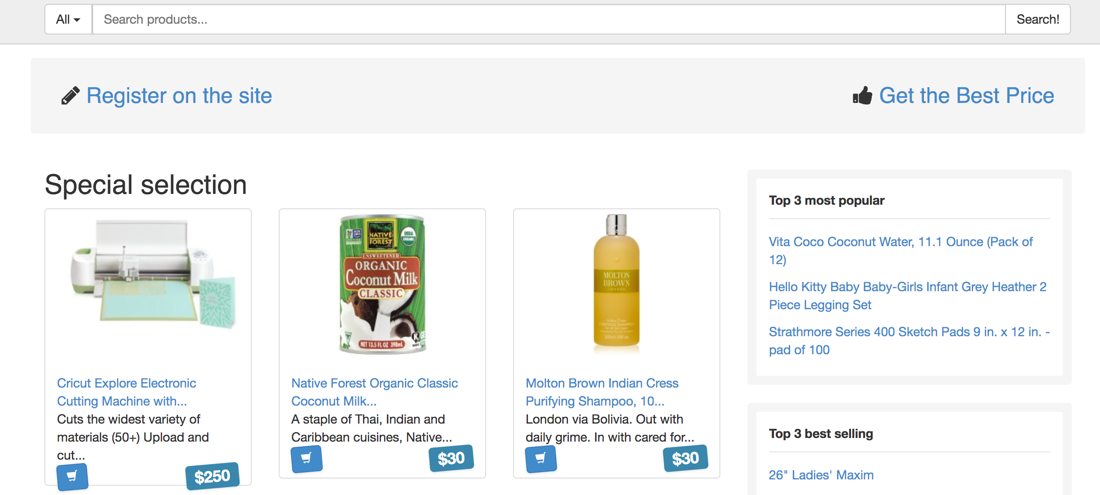 All
Search products...
Search!
Register on the site
Get the Best Price
Special selection
NATIVE
FOREST
UNSWEETENED
ORGANIC
Coconut Milk
CLASSIC
NET 13.5 FL OZ 398mL
MOLTON
BROWN
Cricut Explore Electronic
Cutting Machine with...
Cuts the widest variety of
materials (50+) Upload and
cut...
$250
Native Forest Organic Classic
Coconut Milk...
A staple of Thai, Indian and
Caribbean cuisines, Native...
$30
Molton Brown Indian Cress
Purifying Shampoo, 10...
London via Bolivia. Out with
daily grime. In with cared for...
$30
Top 3 most popular
Vita Coco Coconut Water, 11.1 Ounce (Pack of
12)
Hello Kitty Baby Baby-Girls Infant Grey Heather 2
Piece Legging Set
Strathmore Series 400 Sketch Pads 9 in. x 12 in. -
pad of 100
Top 3 best selling
26" Ladies' Maxim